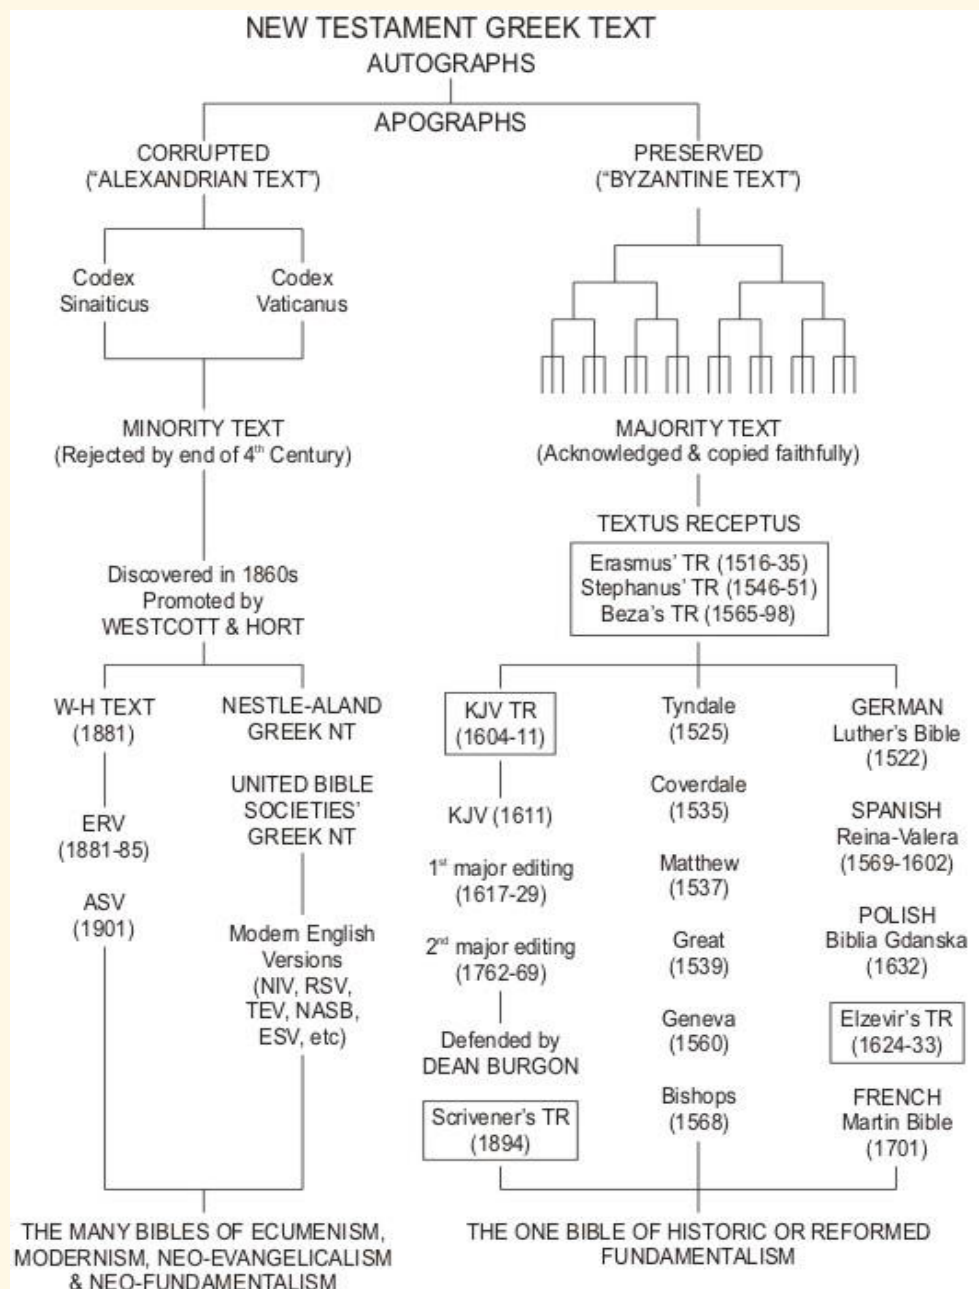 NEW TESTAMENT GREEK TEXT
AUTOGRAPHS
APOGRAPHS
CORRUPTED
(“ALEXANDRIAN TEXT”)
Codex
Sinaiticus
Codex
Vaticanus
MINORITY TEXT
(Rejected by end of 4th Century)
Discovered in 1860s
Promoted by
WESTCOTT & HORT
W-H TEXT
(1881)
ERV
(1881-85)
ASV
(1901)
NESTLE-ALAND
GREEK NT
UNITED BIBLE
SOCIETIES’
GREEK NT
Modern English
Versions
(NIV, RSV,
TEV, NASB,
ESV, etc)
THE MANY BIBLES OF ECUMENISM,
MODERNISM, NEO-EVANGELICALISM
& NEO-FUNDAMENTALISM
PRESERVED
(“BYZANTINE TEXT”)
MAJORITY TEXT
(Acknowledged & copied faithfully)
TEXTUS RECEPTUS
Erasmus’ TR (1516-35)
Stephanus’ TR (1546-51)
Beza’s TR (1565-98)
KJV TR
(1604-11)
KJV (1611)
1st major editing
(1617-29)
2nd major editing
(1762-69)
Defended by
DEAN BURGON
Scrivener’s TR
(1894)
Tyndale
(1525)
Coverdale
(1535)
Matthew
(1537)
Great
(1539)
Geneva
(1560)
Bishops
(1568)
GERMAN
Luther’s Bible
(1522)
SPANISH
Reina-Valera
(1569-1602)
POLISH
Biblia Gdanska
(1632)
Elzevir’s TR
(1624-33)
FRENCH
Martin Bible
(1701)
THE ONE BIBLE OF HISTORIC OR REFORMED
FUNDAMENTALISM